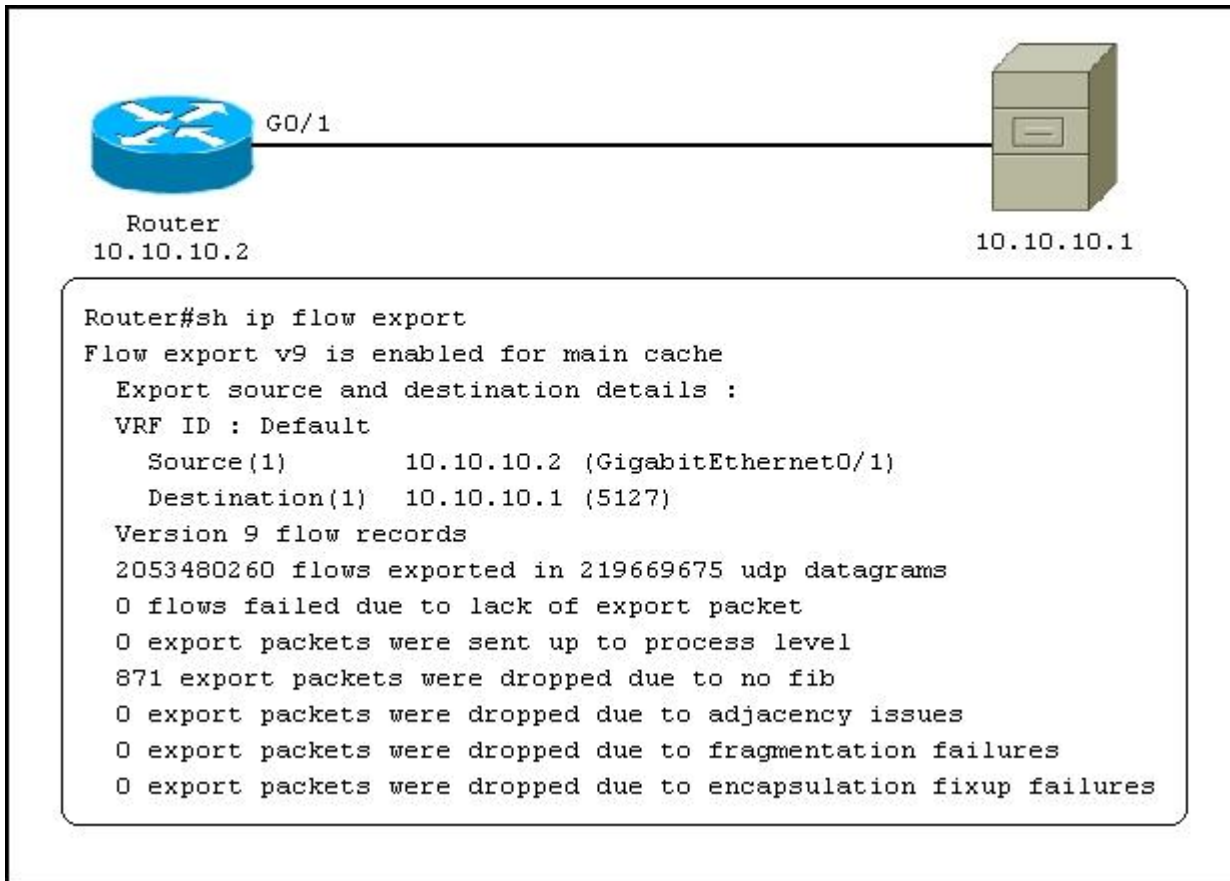 G0/1
Router
10.10.10.2
10.10.10.1
Router#sh ip flow export
Flow export v9 is enabled for main cache
Export source and destination details :
VRF ID : Default
Source(1) 10.10.10.2 (GigabitEthernet0/1)
Destination(1) 10.10.10.1 (5127)
Version 9 flow records
2053480260 flows exported in 219669675 udp datagrams
0 flows failed due to lack of export packet
0 export packets were sent up to process level
871 export packets were dropped due to no fib
0 export packets were dropped due to adjacency issues
0 export packets were dropped due to fragmentation failures
0 export packets were dropped due to encapsulation fixup failures